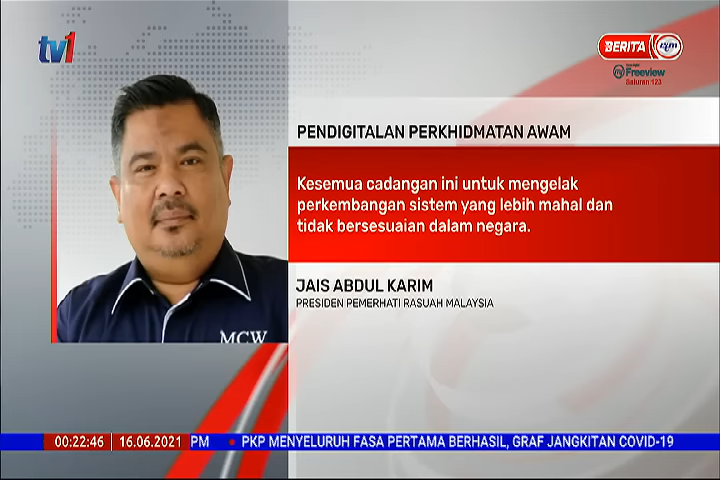 tv1
BERITA rtm
my Freeview
Saluran 123
PENDIGITALAN PERKHIDMATAN AWAM
Kesemua cadangan ini untuk mengelak
perkembangan sistem yang lebih mahal dan
tidak bersesuaian dalam negara.
JAIS ABDUL KARIM
PRESIDEN PEMERHATI RASUAH MALAYSIA
MCW
00:22:46 16.06.2021 PM • PKP MENYELURUH FASA PERTAMA BERHASIL, GRAF JANGKITAN COVID-19